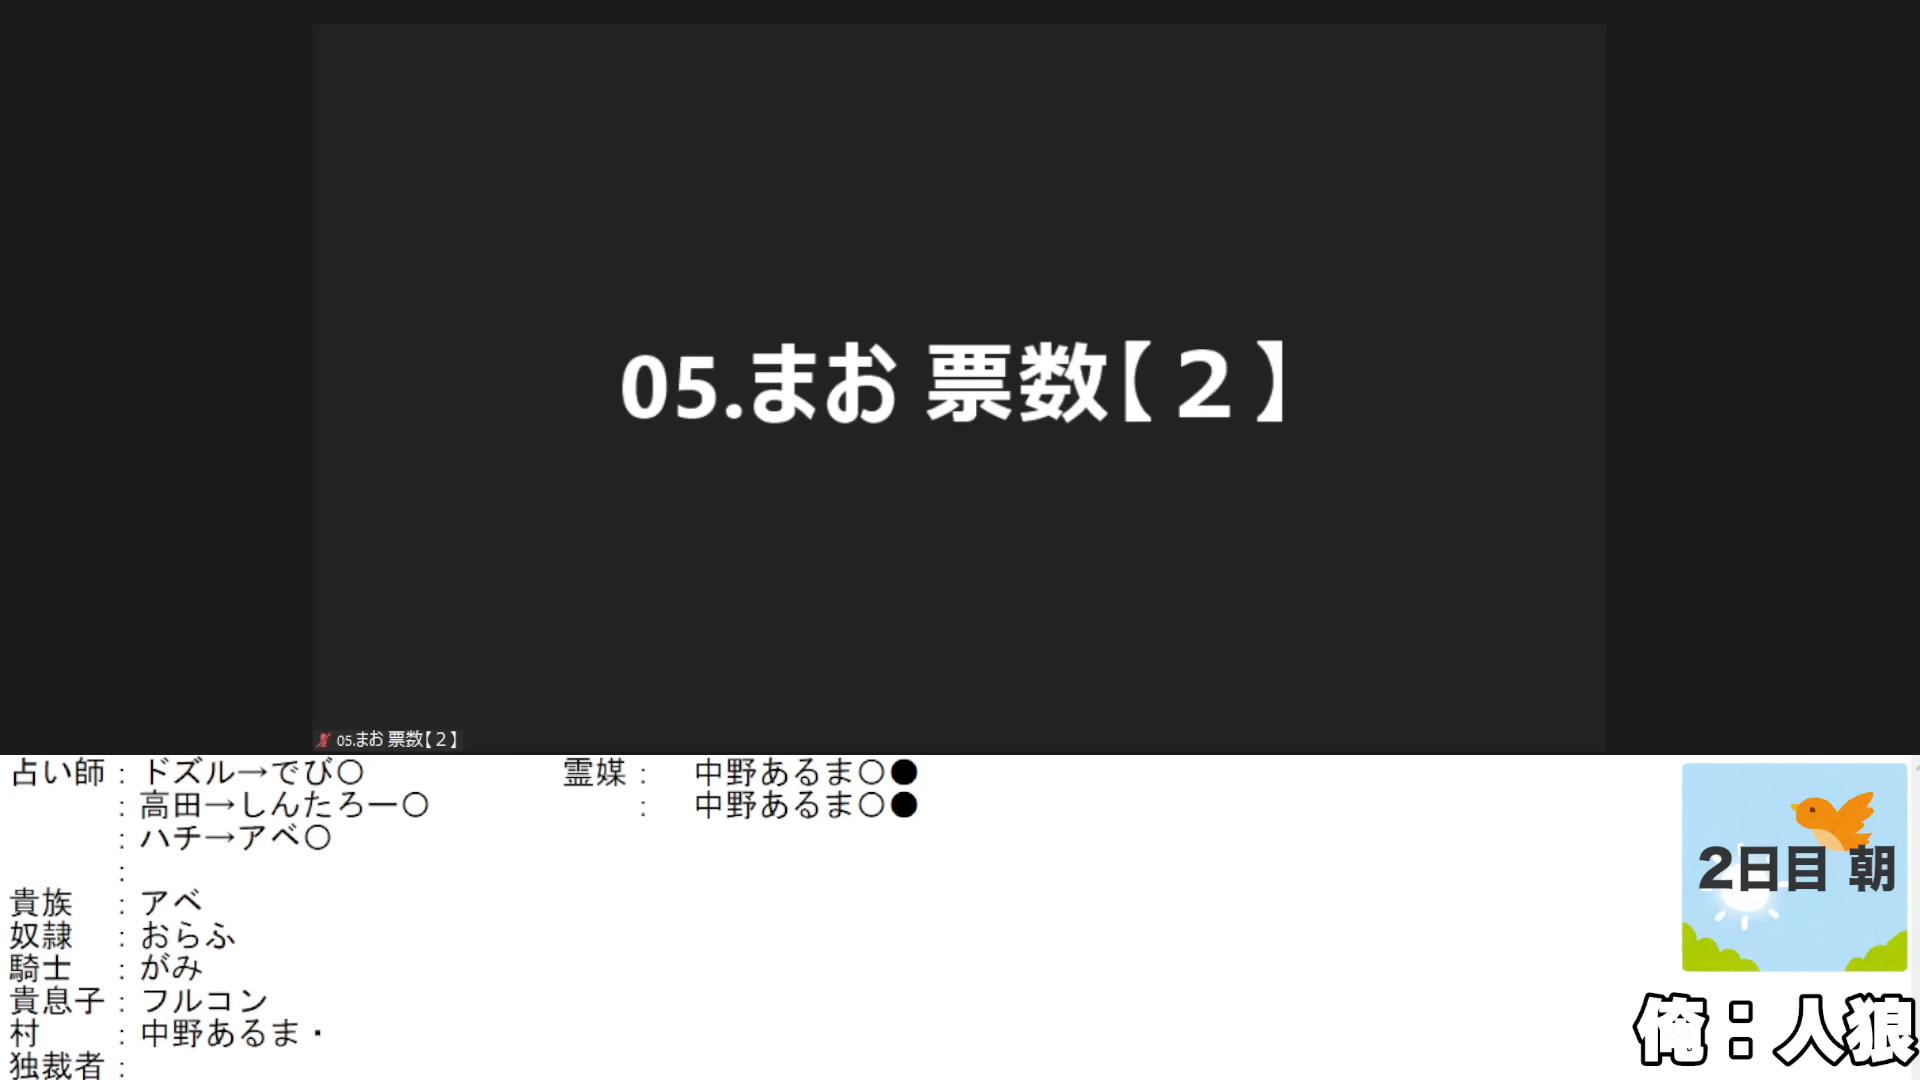 05.まお 票数【２】
05.まお 票数【２】
占い師 : ドズル→でび〇
: 高田→しんたろー〇
: ハチ→アベ〇
:
貴族 : アベ
奴隷 : おらふ
騎士 : がみ
貴息子 : フルコン
村 : 中野あるま・
独裁者 :
霊媒 : 中野あるま〇●
: 中野あるま〇●
2日目 朝
俺：人狼